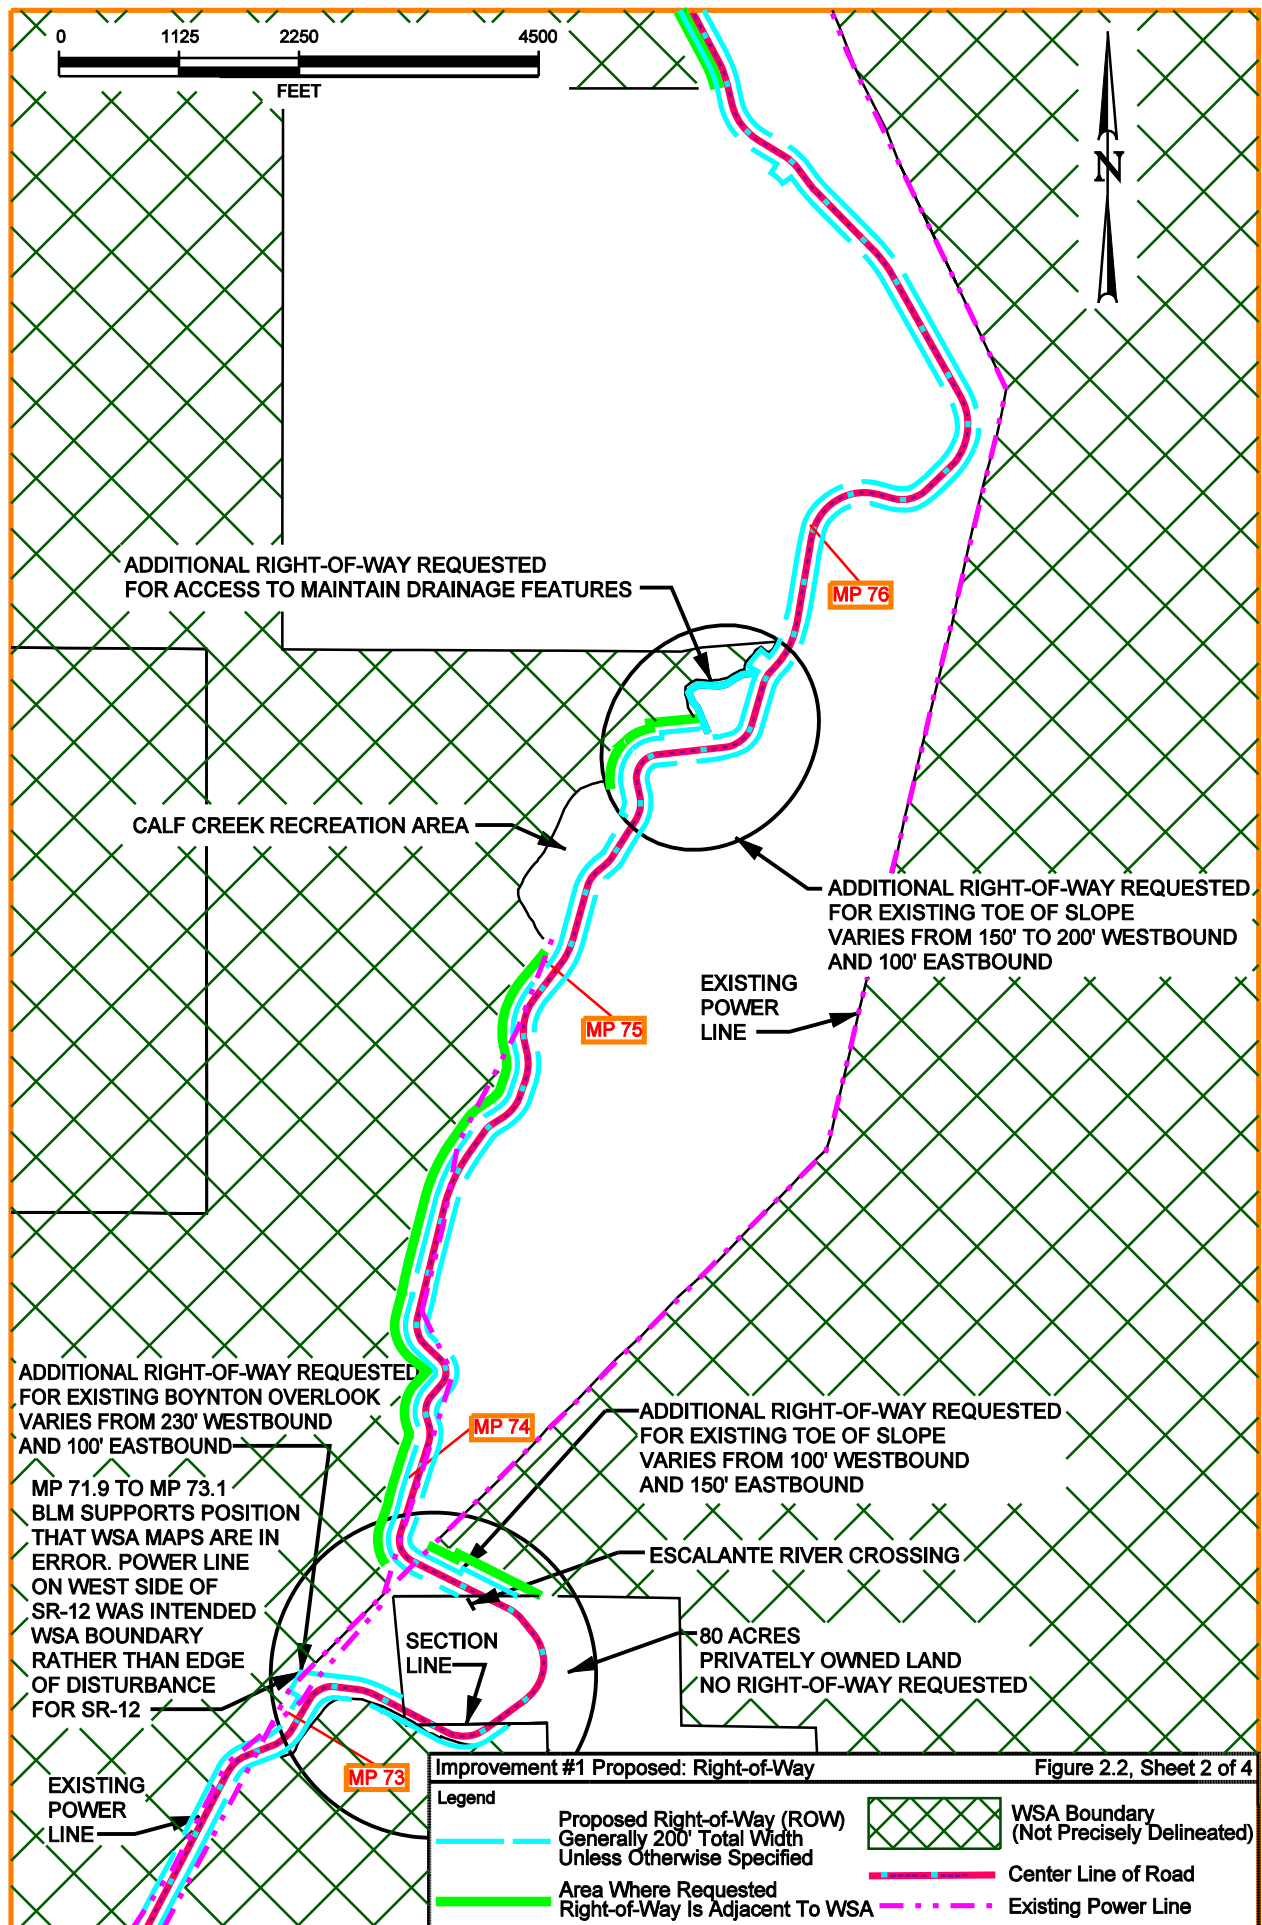 0 1125 2250 4500
FEET
N
ADDITIONAL RIGHT-OF-WAY REQUESTED
FOR ACCESS TO MAINTAIN DRAINAGE FEATURES
MP 76
CALF CREEK RECREATION AREA
ADDITIONAL RIGHT-OF-WAY REQUESTED
FOR EXISTING TOE OF SLOPE
VARIES FROM 150' TO 200' WESTBOUND
AND 100' EASTBOUND
EXISTING
POWER
LINE
MP 75
ADDITIONAL RIGHT-OF-WAY REQUESTED
FOR EXISTING BOYNTON OVERLOOK
VARIES FROM 230' WESTBOUND
AND 100' EASTBOUND
MP 74
ADDITIONAL RIGHT-OF-WAY REQUESTED
FOR EXISTING TOE OF SLOPE
VARIES FROM 100' WESTBOUND
AND 150' EASTBOUND
MP 71.9 TO MP 73.1
BLM SUPPORTS POSITION
THAT WSA MAPS ARE IN
ERROR. POWER LINE
ON WEST SIDE OF
SR-12 WAS INTENDED
WSA BOUNDARY
RATHER THAN EDGE
OF DISTURBANCE
FOR SR-12
ESCALANTE RIVER CROSSING
SECTION
LINE
80 ACRES
PRIVATELY OWNED LAND
NO RIGHT-OF-WAY REQUESTED
MP 73
EXISTING
POWER
LINE
Improvement #1 Proposed: Right-of-Way Figure 2.2, Sheet 2 of 4
Legend
Proposed Right-of-Way (ROW)
Generally 200' Total Width
Unless Otherwise Specified
Area Where Requested
Right-of-Way Is Adjacent To WSA
WSA Boundary
(Not Precisely Delineated)
Center Line of Road
Existing Power Line